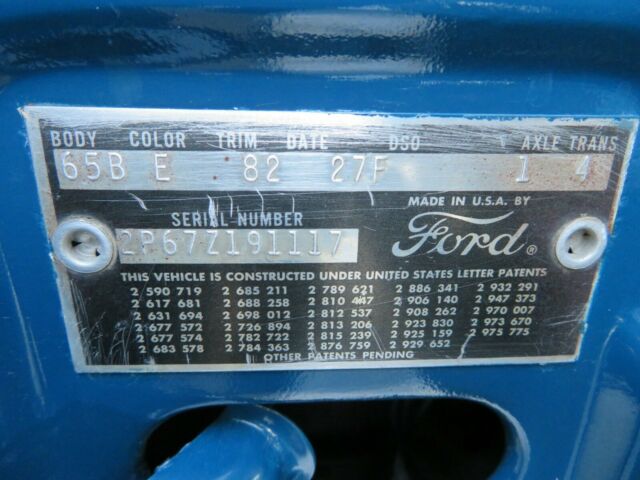 BODY COLOR TRIM DATE DSO AXLE TRANS
65B E 82 27F 1 4
SERIAL NUMBER
2P67Z191117
MADE IN U.S.A. BY
Ford®
THIS VEHICLE IS CONSTRUCTED UNDER UNITED STATES LETTER PATENTS
2 590 719 2 685 211 2 789 621 2 886 341 2 932 291
2 617 681 2 688 258 2 810 447 2 906 140 2 947 373
2 631 694 2 698 012 2 812 537 2 908 262 2 970 007
2 677 572 2 726 894 2 813 206 2 923 830 2 973 670
2 677 574 2 782 722 2 815 239 2 925 159 2 975 775
2 683 578 2 784 363 2 876 759 2 929 652
OTHER PATENTS PENDING